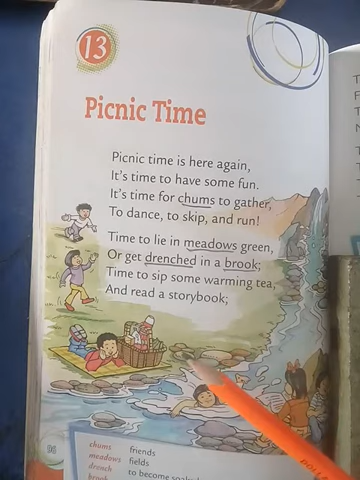 13
Picnic Time
Picnic time is here again,
It's time to have some fun.
It's time for chums to gather,
To dance, to skip, and run!
Time to lie in meadows green,
Or get drenched in a brook;
Time to sip some warming tea,
And read a storybook;
chums friends
meadows fields
drench to become
brook